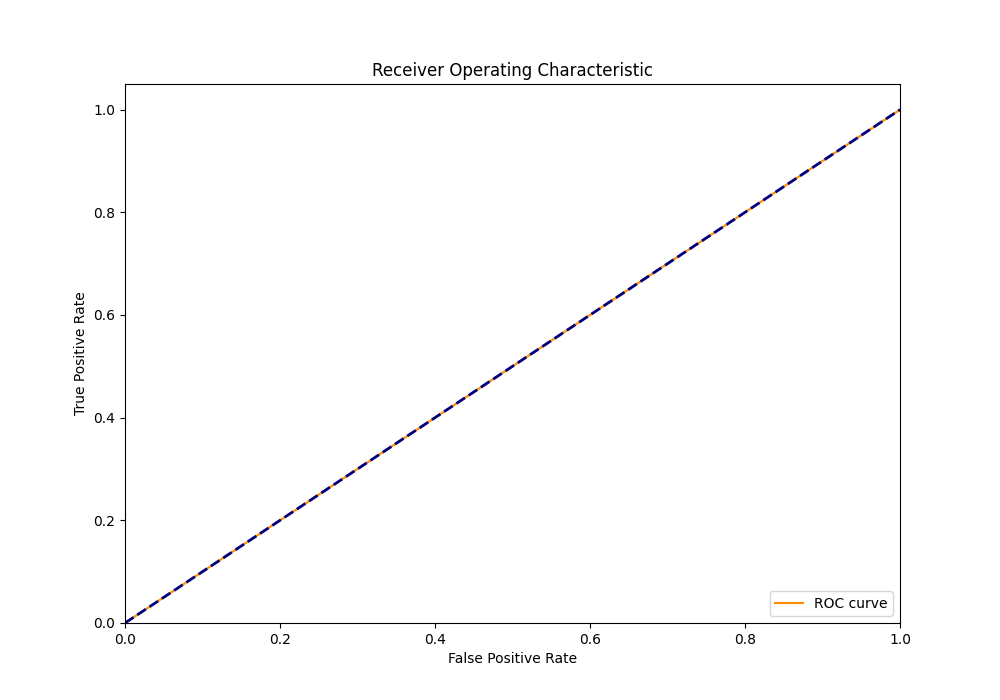 Receiver Operating Characteristic
1.0
0.8
0.6
0.4
0.2
0.0
True Positive Rate
ROC curve
0.0 0.2 0.4 0.6 0.8 1.0
False Positive Rate